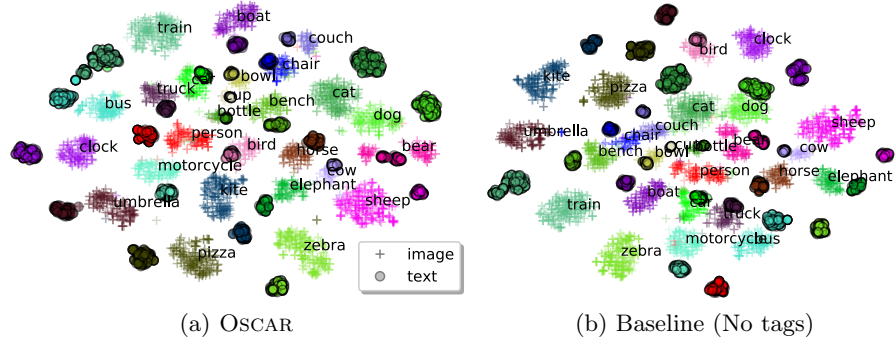 boat
train
couch
chair
car
bowl
truck
cup
cat
bus
bench
bottle
dog
person
clock
bird
horse
bear
motorcycle
cow
kite
elephant
umbrella
sheep
pizza
zebra
image
text
(a) OSCAR
clock
bird
kite
pizza
cat
dog
umbrella
couch
sheep
chair
bear
bench
cup
bottle
bowl
cow
person
horse
elephant
boat
train
car
truck
zebra
motorcycle
bus
(b) Baseline (No tags)